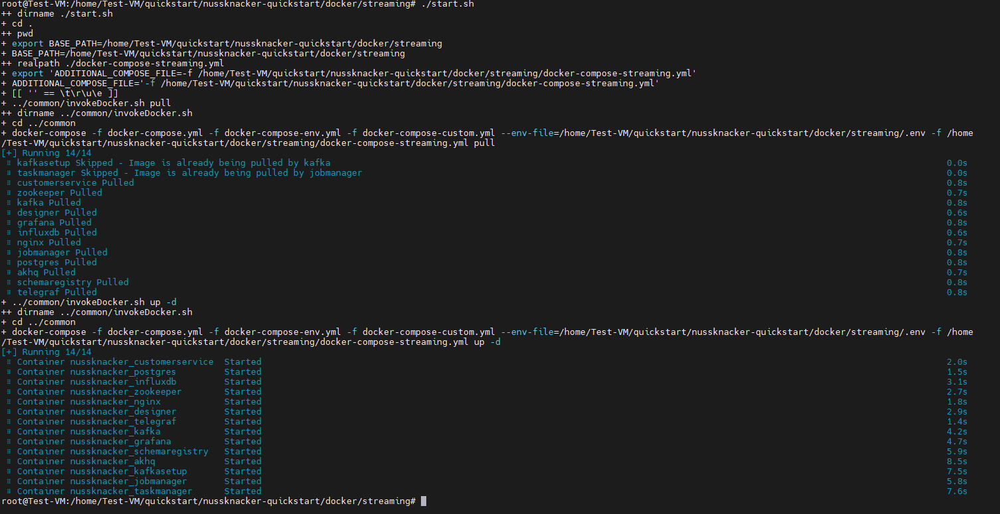 root@Test-VM:/home/Test-VM/quickstart/nussknacker-quickstart/docker/streaming# ./start.sh
++ dirname ./start.sh
+ cd .
++ pwd
+ export BASE_PATH=/home/Test-VM/quickstart/nussknacker-quickstart/docker/streaming
+ BASE_PATH=/home/Test-VM/quickstart/nussknacker-quickstart/docker/streaming
++ realpath ./docker-compose-streaming.yml
+ export 'ADDITIONAL_COMPOSE_FILE=-f /home/Test-VM/quickstart/nussknacker-quickstart/docker/streaming/docker-compose-streaming.yml'
+ ADDITIONAL_COMPOSE_FILE='-f /home/Test-VM/quickstart/nussknacker-quickstart/docker/streaming/docker-compose-streaming.yml'
+ [[ '' == \t\r\u\e ]]
+ ../common/invokeDocker.sh pull
++ dirname ../common/invokeDocker.sh
+ cd ../common
+ docker-compose -f docker-compose.yml -f docker-compose-env.yml -f docker-compose-custom.yml --env-file=/home/Test-VM/quickstart/nussknacker-quickstart/docker/streaming/.env -f /home
/Test-VM/quickstart/nussknacker-quickstart/docker/streaming/docker-compose-streaming.yml pull
[+] Running 14/14
⠿ kafkasetup Skipped - Image is already being pulled by kafka 0.0s
⠿ taskmanager Skipped - Image is already being pulled by jobmanager 0.0s
⠿ customerservice Pulled 0.8s
⠿ zookeeper Pulled 0.7s
⠿ kafka Pulled 0.8s
⠿ designer Pulled 0.6s
⠿ grafana Pulled 0.8s
⠿ influxdb Pulled 0.6s
⠿ nginx Pulled 0.7s
⠿ jobmanager Pulled 0.8s
⠿ postgres Pulled 0.8s
⠿ akhq Pulled 0.7s
⠿ schemaregistry Pulled 0.8s
⠿ telegraf Pulled 0.8s
+ ../common/invokeDocker.sh up -d
++ dirname ../common/invokeDocker.sh
+ cd ../common
+ docker-compose -f docker-compose.yml -f docker-compose-env.yml -f docker-compose-custom.yml --env-file=/home/Test-VM/quickstart/nussknacker-quickstart/docker/streaming/.env -f /home
/Test-VM/quickstart/nussknacker-quickstart/docker/streaming/docker-compose-streaming.yml up -d
[+] Running 14/14
⠿ Container nussknacker_customerservice Started 2.0s
⠿ Container nussknacker_postgres Started 1.5s
⠿ Container nussknacker_influxdb Started 3.1s
⠿ Container nussknacker_zookeeper Started 2.7s
⠿ Container nussknacker_nginx Started 1.8s
⠿ Container nussknacker_designer Started 2.9s
⠿ Container nussknacker_telegraf Started 1.4s
⠿ Container nussknacker_kafka Started 4.2s
⠿ Container nussknacker_grafana Started 4.7s
⠿ Container nussknacker_schemaregistry Started 5.9s
⠿ Container nussknacker_akhq Started 8.5s
⠿ Container nussknacker_kafkasetup Started 7.5s
⠿ Container nussknacker_jobmanager Started 5.8s
⠿ Container nussknacker_taskmanager Started 7.6s
root@Test-VM:/home/Test-VM/quickstart/nussknacker-quickstart/docker/streaming#